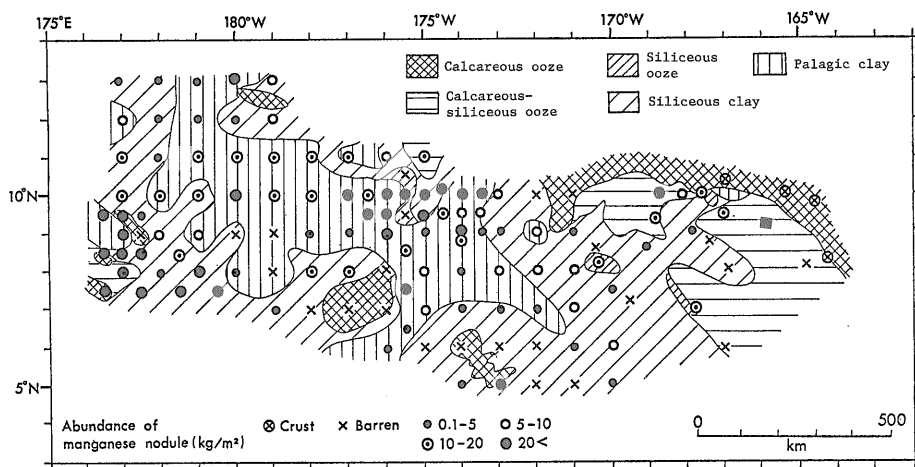 175°E 180°W 175°W 170°W 165°W
Calcareous ooze
Siliceous
ooze
Palagic clay
Calcareous-
siliceous ooze
Siliceous clay
10°N
5°N
Abundance of
manganese nodule (kg/m²)
Crust
Barren
0.1-5
5-10
10-20
20<
0 500
km